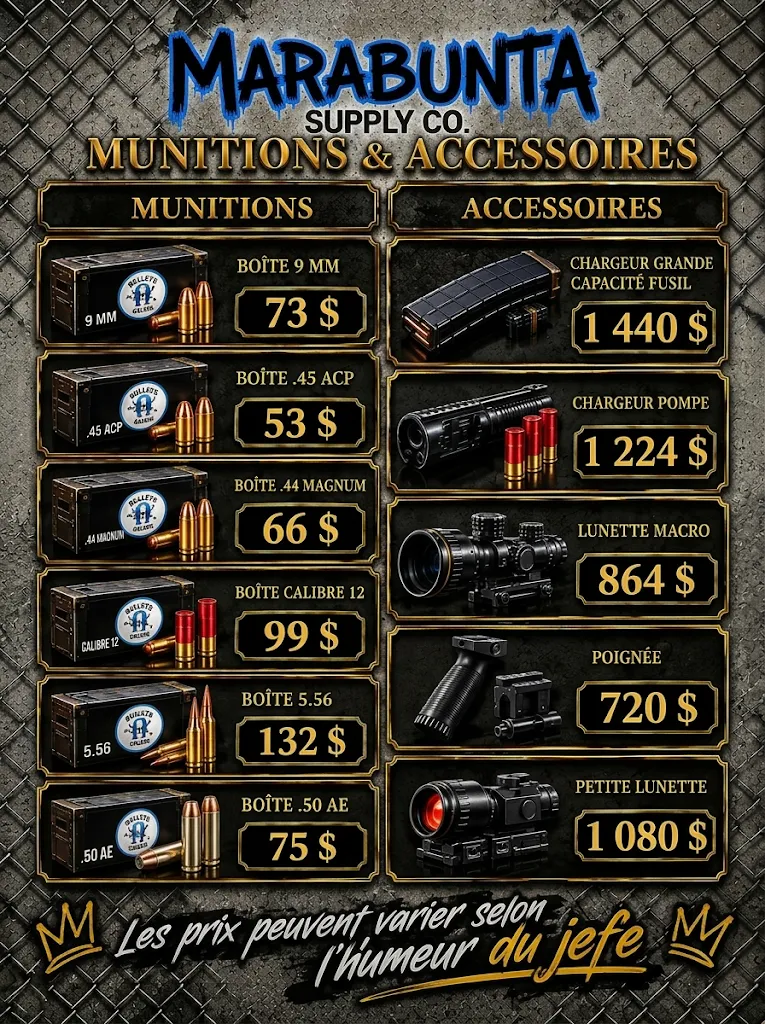 MARABUNTA
SUPPLY CO.
MUNITIONS & ACCESSOIRES
MUNITIONS
BOÎTE 9 MM
73 $
9 MM
BOÎTE .45 ACP
53 $
.45 ACP
BOÎTE .44 MAGNUM
66 $
.44 MAGNUM
BOÎTE CALIBRE 12
99 $
CALIBRE 12
BOÎTE 5.56
132 $
5.56
BOÎTE .50 AE
75 $
.50 AE
ACCESSOIRES
CHARGEUR GRANDE
CAPACITÉ FUSIL
1 440 $
CHARGEUR POMPE
1 224 $
LUNETTE MACRO
864 $
POIGNÉE
720 $
PETITE LUNETTE
1 080 $
Les prix peuvent varier selon
l'humeur du jefe